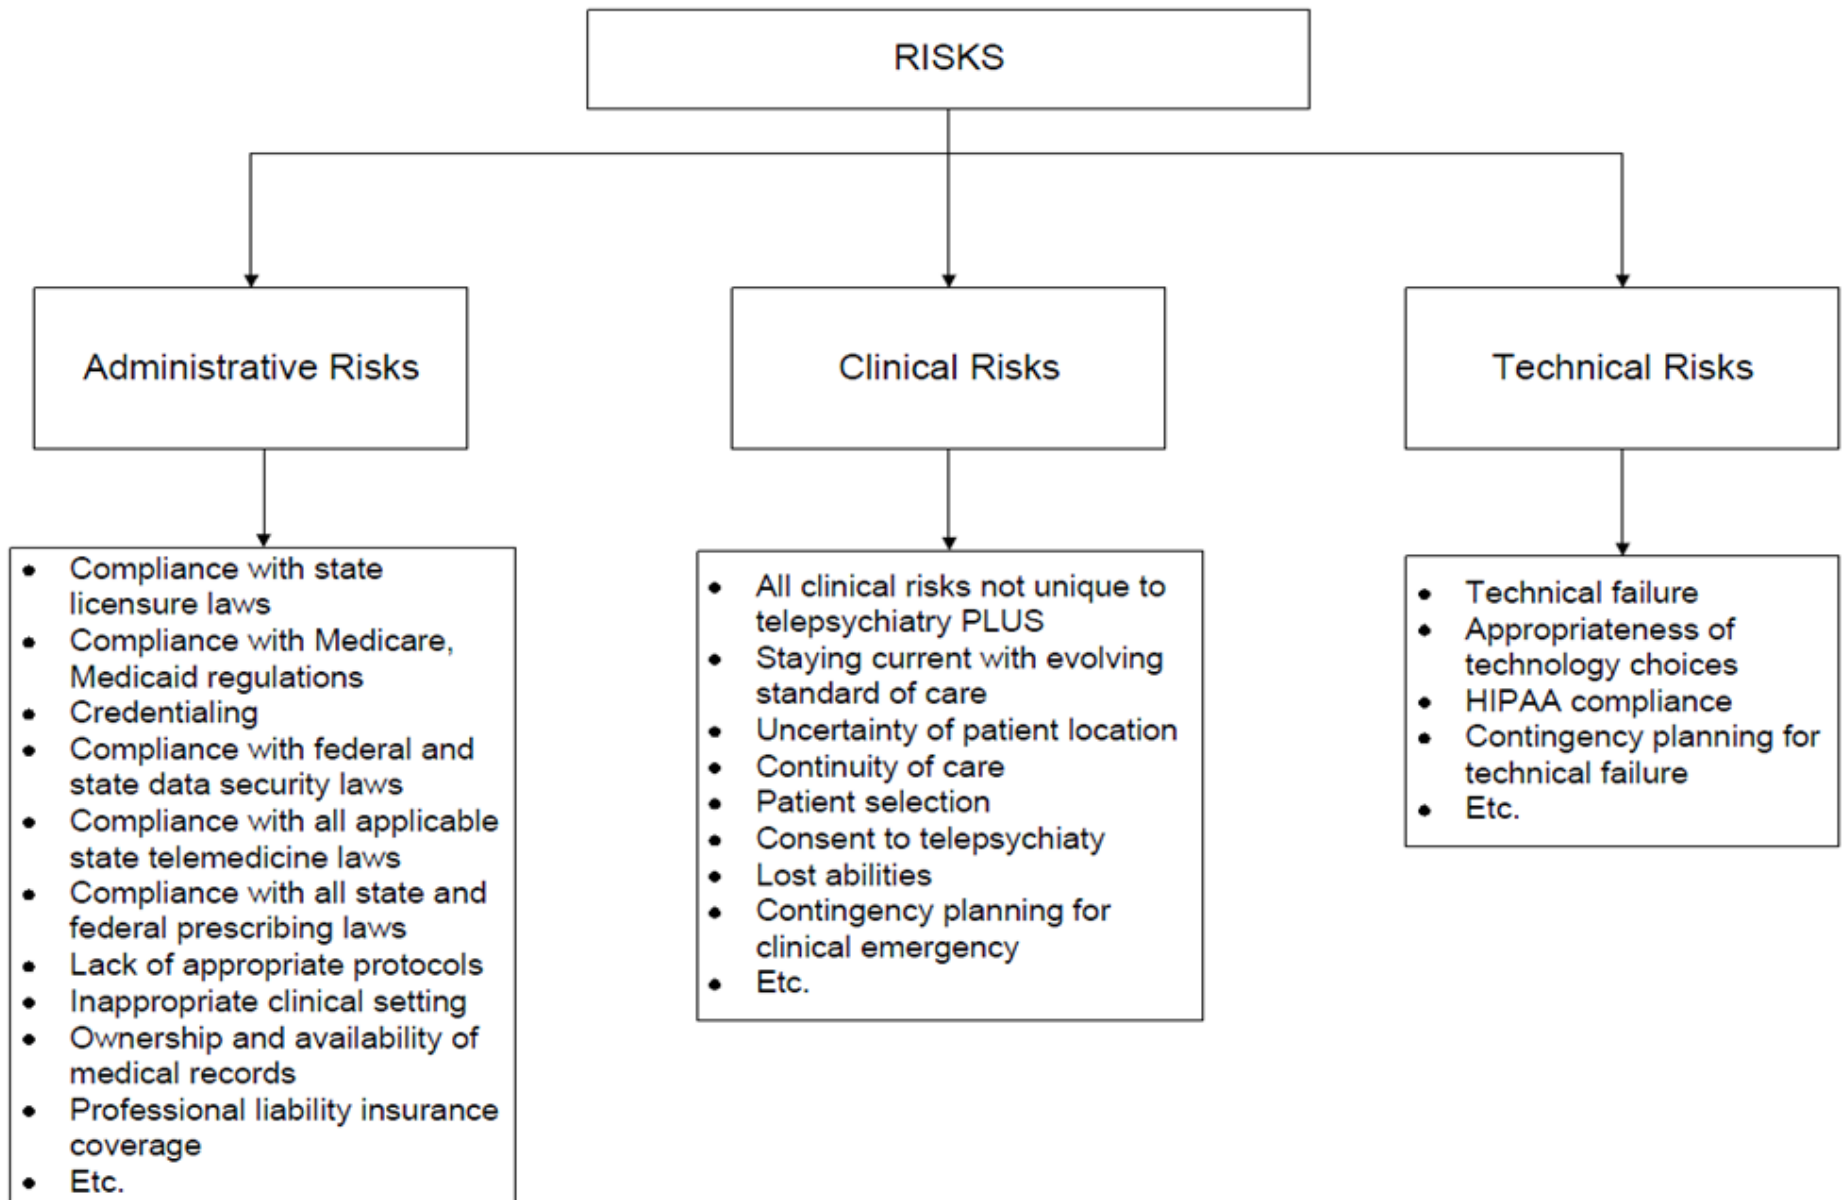 RISKS
Administrative Risks
Clinical Risks
Technical Risks
• Compliance with state
licensure laws
• Compliance with Medicare,
Medicaid regulations
• Credentialing
• Compliance with federal and
state data security laws
• Compliance with all applicable
state telemedicine laws
• Compliance with all state and
federal prescribing laws
• Lack of appropriate protocols
• Inappropriate clinical setting
• Ownership and availability of
medical records
• Professional liability insurance
coverage
• Etc.
• All clinical risks not unique to
telepsychiatry PLUS
• Staying current with evolving
standard of care
• Uncertainty of patient location
• Continuity of care
• Patient selection
• Consent to telepsychiaty
• Lost abilities
• Contingency planning for
clinical emergency
• Etc.
• Technical failure
• Appropriateness of
technology choices
• HIPAA compliance
• Contingency planning for
technical failure
• Etc.